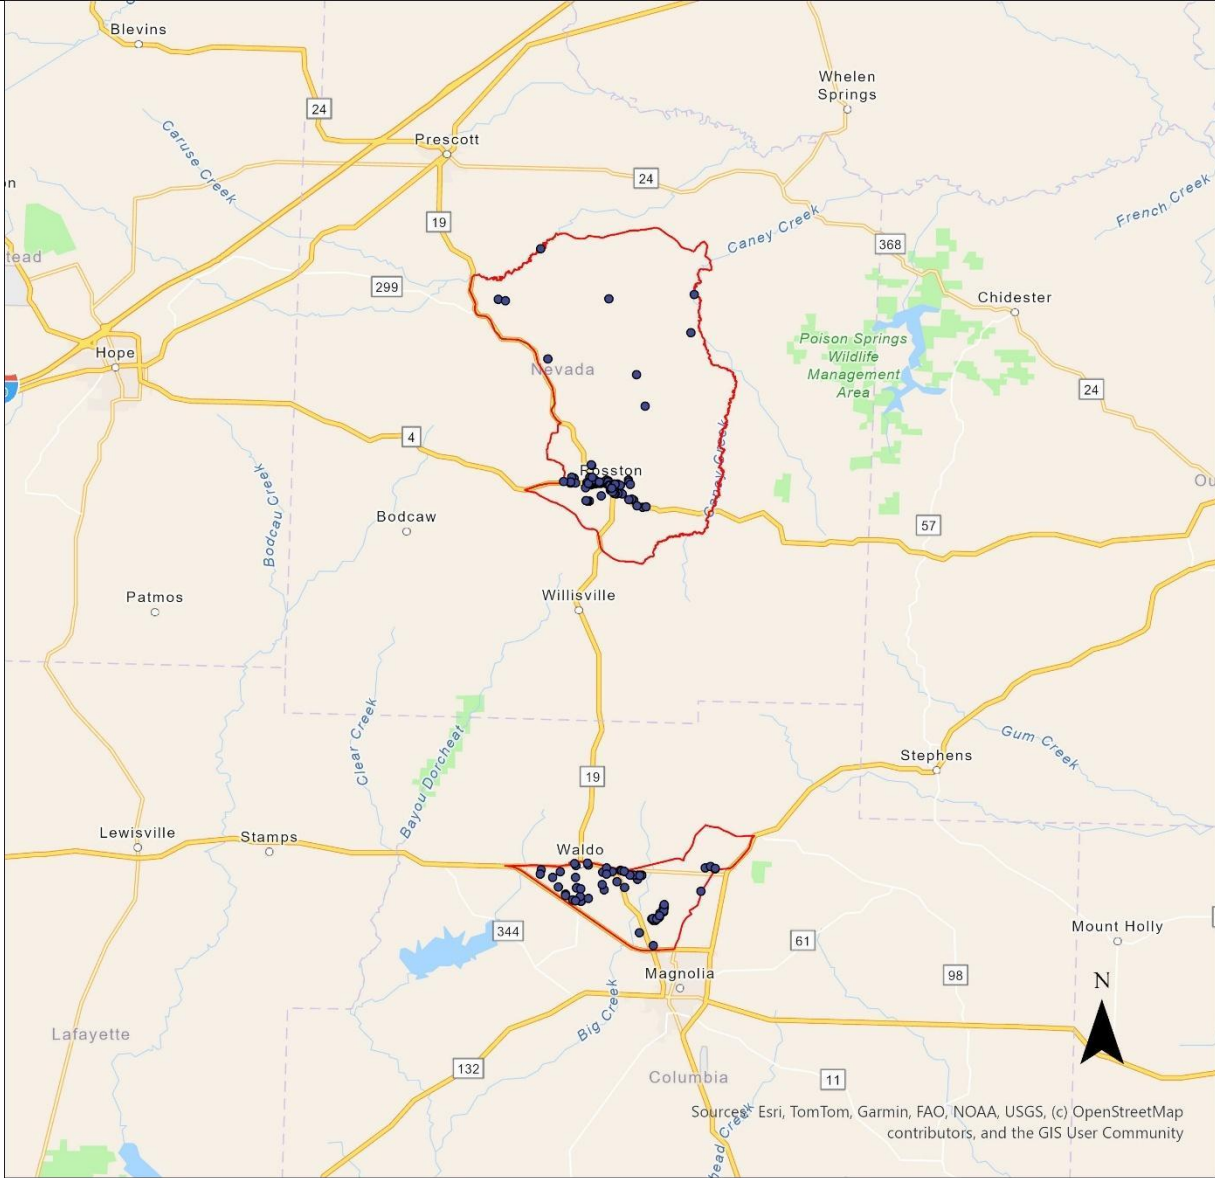 Blevins
Whelen
Springs
24
Caruse Creek
Prescott
24
French Creek
19
Caney Creek
368
299
Chidester
Poison Springs
Wildlife
Management
Area
Hope
Nevada
24
4
Rosston
Caney Creek
Bodcau Creek
Bodcaw
57
Willisville
Patmos
Clear Creek
Bayou Dorcheat
Gum Creek
Stephens
19
Lewisville
Stamps
Waldo
344
61
Mount Holly
98
Magnolia
N
Big Creek
Lafayette
132
Columbia
11
Sources: Esri, TomTom, Garmin, FAO, NOAA, USGS, (c) OpenStreetMap
contributors, and the GIS User Community